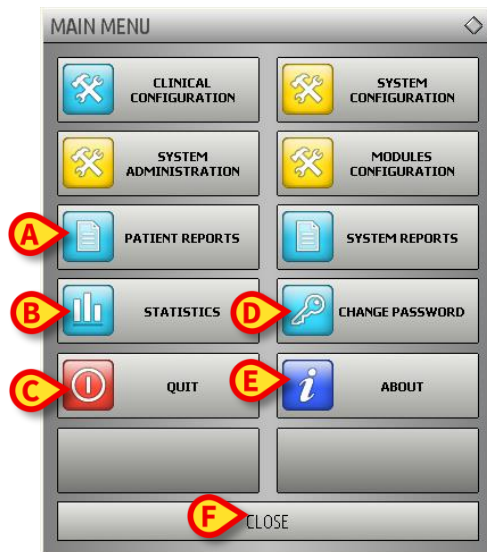 MAIN MENU
CLINICAL
CONFIGURATION
SYSTEM
CONFIGURATION
SYSTEM
ADMINISTRATION
MODULES
CONFIGURATION
A
PATIENT REPORTS
SYSTEM REPORTS
B
STATISTICS
D
CHANGE PASSWORD
C
QUIT
E
i
ABOUT
F
CLOSE